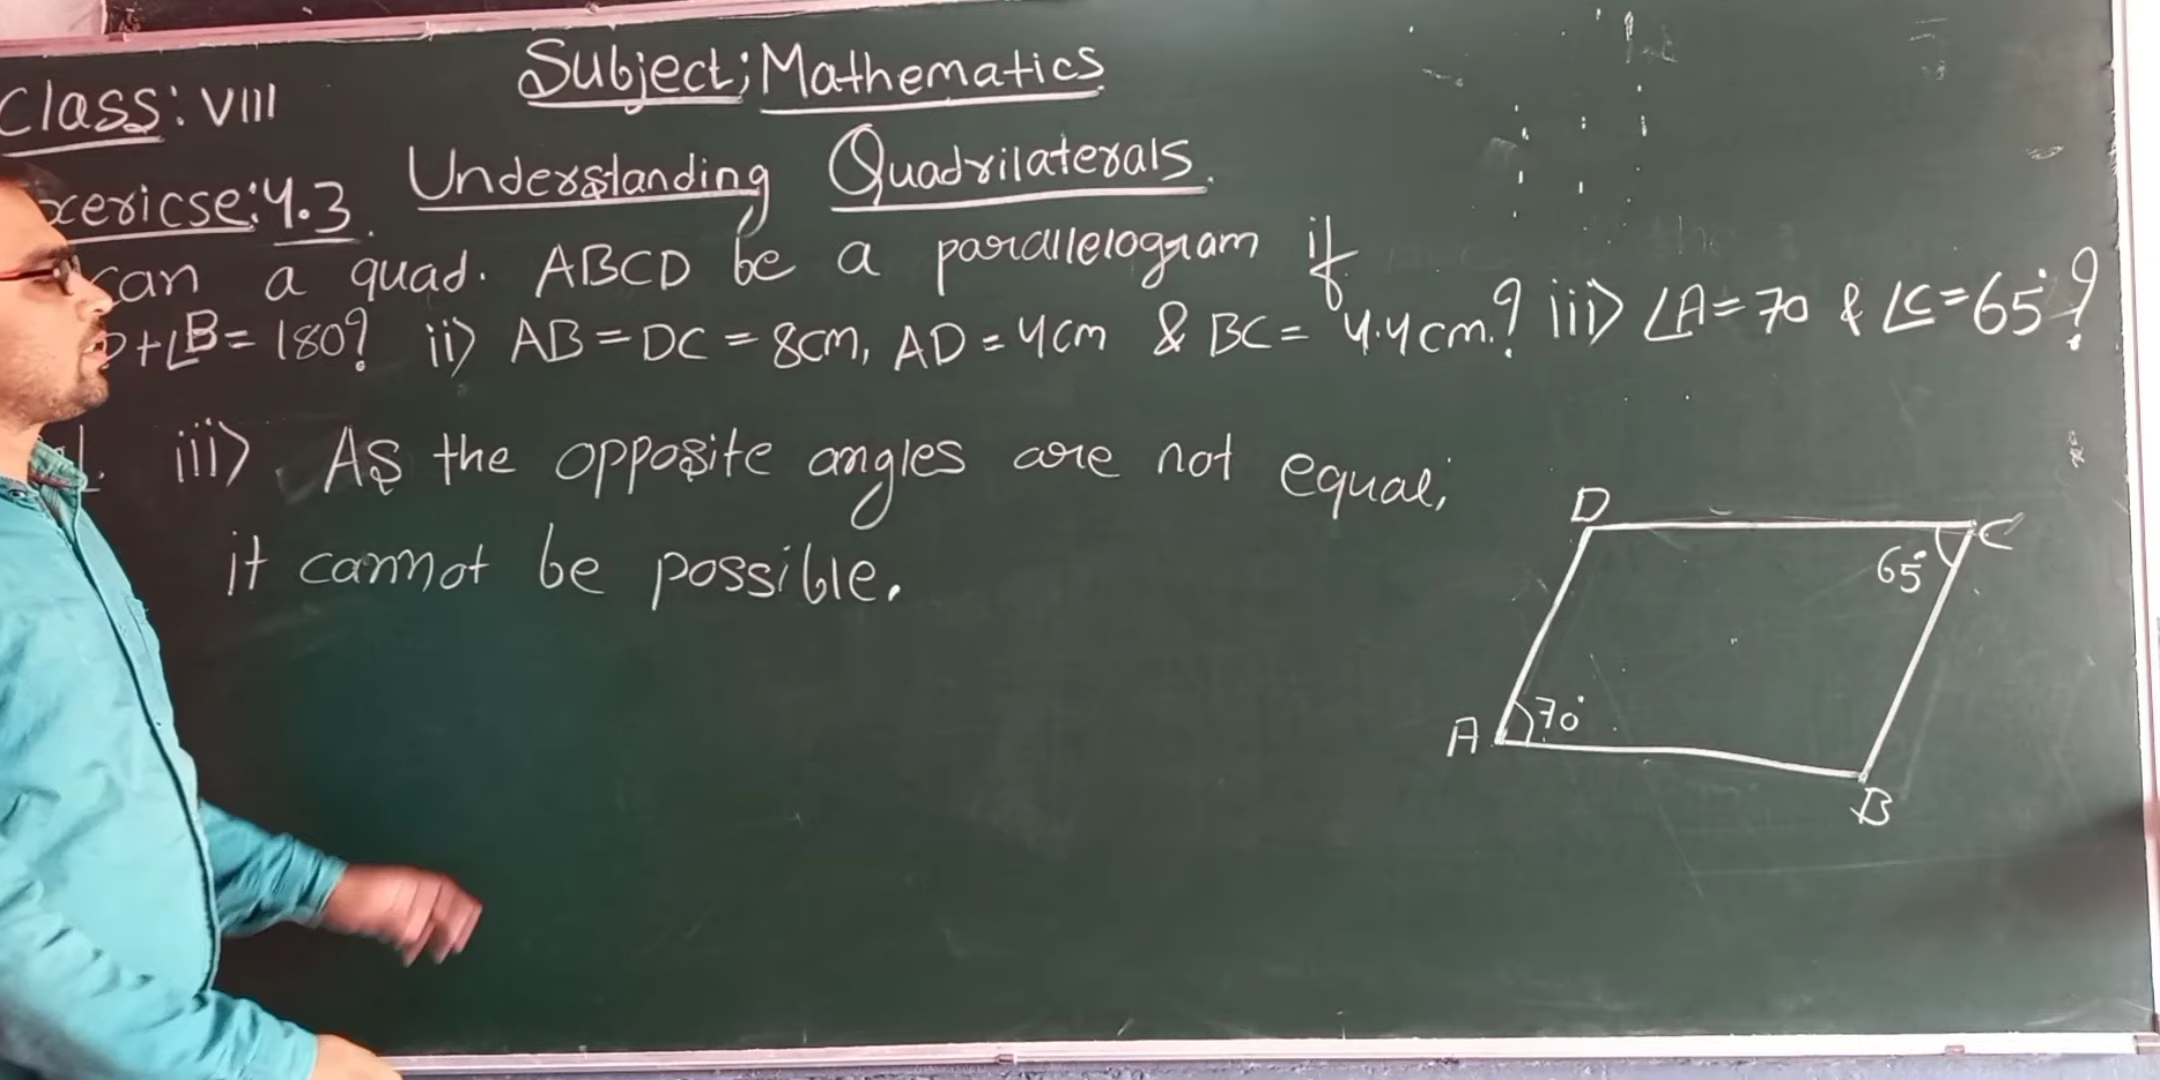 Subject; Mathematics
Class: VIII
xericse: 4.3. Understanding Quadrilaterals.
can a quad. ABCD be a parallelogram if
+∠B = 180? ii) AB = DC = 8cm, AD = 4cm & BC = 4.4cm.? iii) ∠A = 70 & ∠C = 65°?
iii) As the opposite angles are not equal,
it cannot be possible.
D
C
65°
70°
A
B